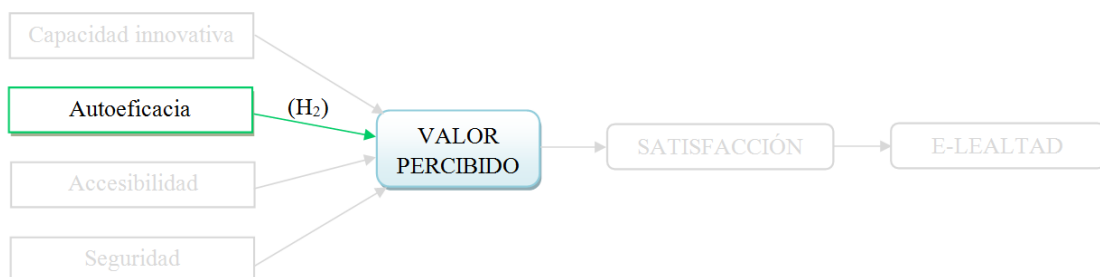 Capacidad innovativa
Autoeficacia
(H₂)
VALOR
PERCIBIDO
SATISFACCIÓN
E-LEALTAD
Accesibilidad
Seguridad